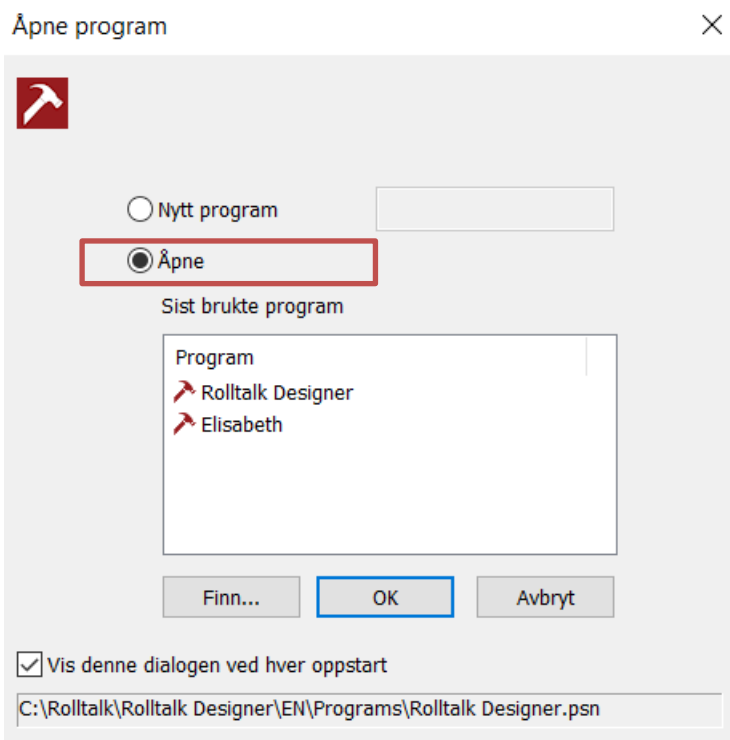 Åpne program
Nytt program
Åpne
Sist brukte program
Program
Rolltalk Designer
Elisabeth
Finn... OK Avbryt
Vis denne dialogen ved hver oppstart
C:\Rolltalk\Rolltalk Designer\EN\Programs\Rolltalk Designer.psn